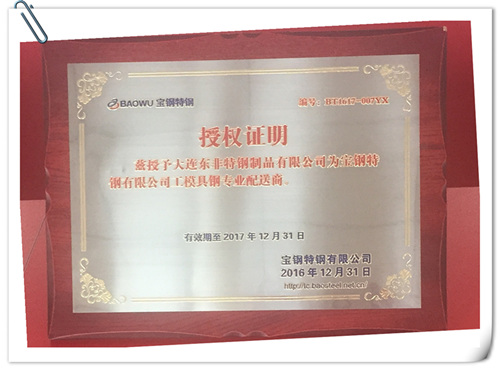 BAOWU 宝钢特钢
编号：BT1617-007YX
授权证明
兹授予大连东非特钢制品有限公司为宝钢特
钢有限公司工模具钢专业配送商。
有效期至 2017 年 12 月 31 日
宝钢特钢有限公司
2016 年 12 月 31 日
http://tc.baosteel.net.cn/